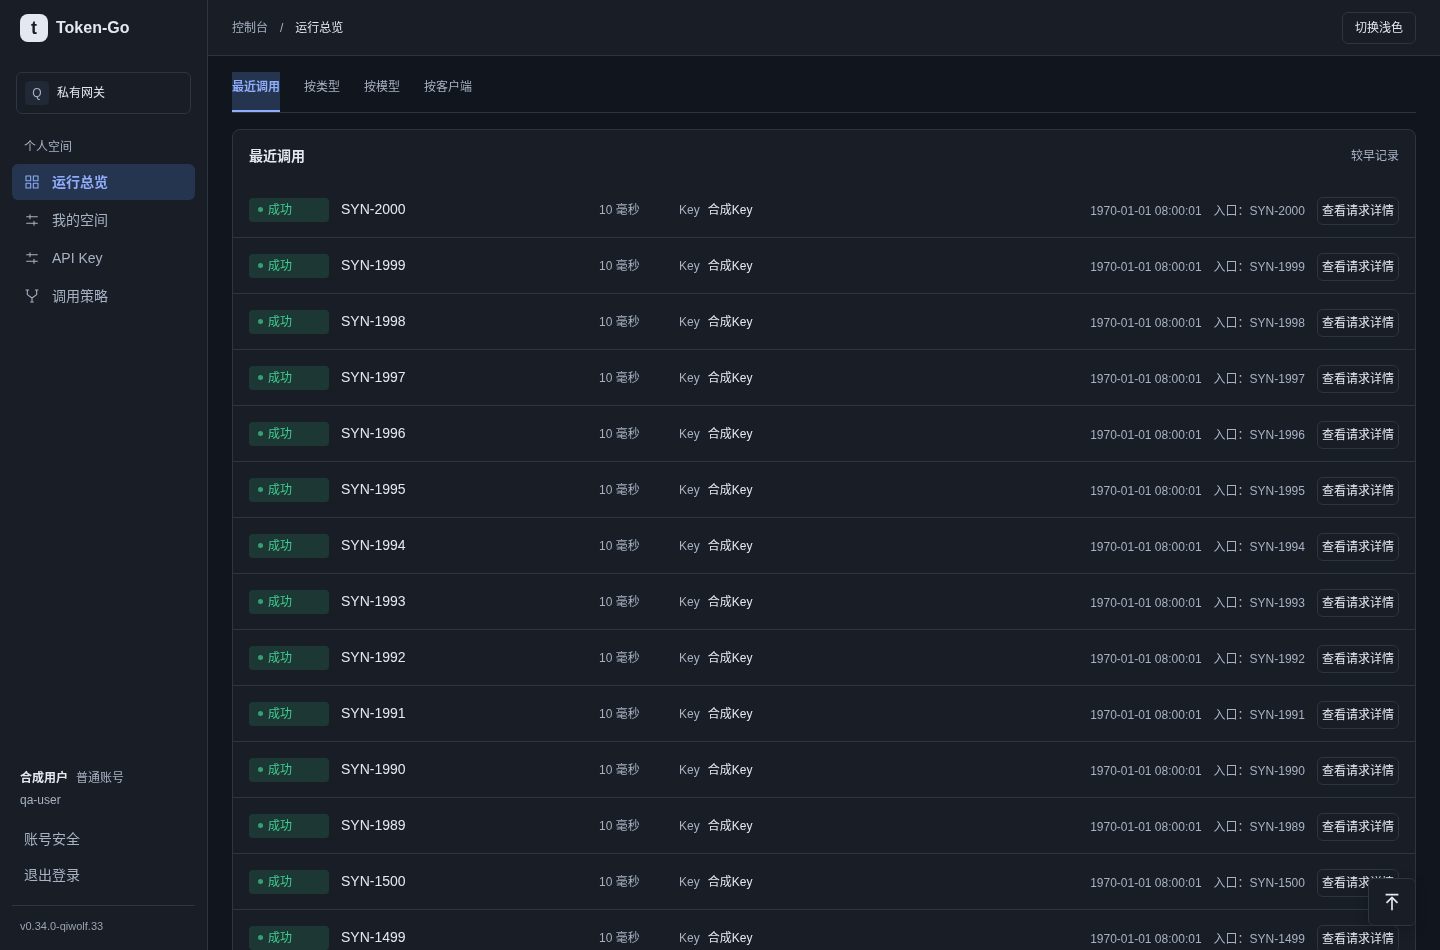 t Token-Go
控制台 / 运行总览
切换浅色
Q 私有网关
个人空间
运行总览
我的空间
API Key
调用策略
合成用户 普通账号
qa-user
账号安全
退出登录
v0.34.0-qiwolf.33
最近调用 按类型 按模型 按客户端
最近调用 较早记录
成功 SYN-2000 10 毫秒 Key 合成Key 1970-01-01 08:00:01 入口：SYN-2000 查看请求详情
成功 SYN-1999 10 毫秒 Key 合成Key 1970-01-01 08:00:01 入口：SYN-1999 查看请求详情
成功 SYN-1998 10 毫秒 Key 合成Key 1970-01-01 08:00:01 入口：SYN-1998 查看请求详情
成功 SYN-1997 10 毫秒 Key 合成Key 1970-01-01 08:00:01 入口：SYN-1997 查看请求详情
成功 SYN-1996 10 毫秒 Key 合成Key 1970-01-01 08:00:01 入口：SYN-1996 查看请求详情
成功 SYN-1995 10 毫秒 Key 合成Key 1970-01-01 08:00:01 入口：SYN-1995 查看请求详情
成功 SYN-1994 10 毫秒 Key 合成Key 1970-01-01 08:00:01 入口：SYN-1994 查看请求详情
成功 SYN-1993 10 毫秒 Key 合成Key 1970-01-01 08:00:01 入口：SYN-1993 查看请求详情
成功 SYN-1992 10 毫秒 Key 合成Key 1970-01-01 08:00:01 入口：SYN-1992 查看请求详情
成功 SYN-1991 10 毫秒 Key 合成Key 1970-01-01 08:00:01 入口：SYN-1991 查看请求详情
成功 SYN-1990 10 毫秒 Key 合成Key 1970-01-01 08:00:01 入口：SYN-1990 查看请求详情
成功 SYN-1989 10 毫秒 Key 合成Key 1970-01-01 08:00:01 入口：SYN-1989 查看请求详情
成功 SYN-1500 10 毫秒 Key 合成Key 1970-01-01 08:00:01 入口：SYN-1500 查看请求详情
成功 SYN-1499 10 毫秒 Key 合成Key 1970-01-01 08:00:01 入口：SYN-1499 查看请求详情